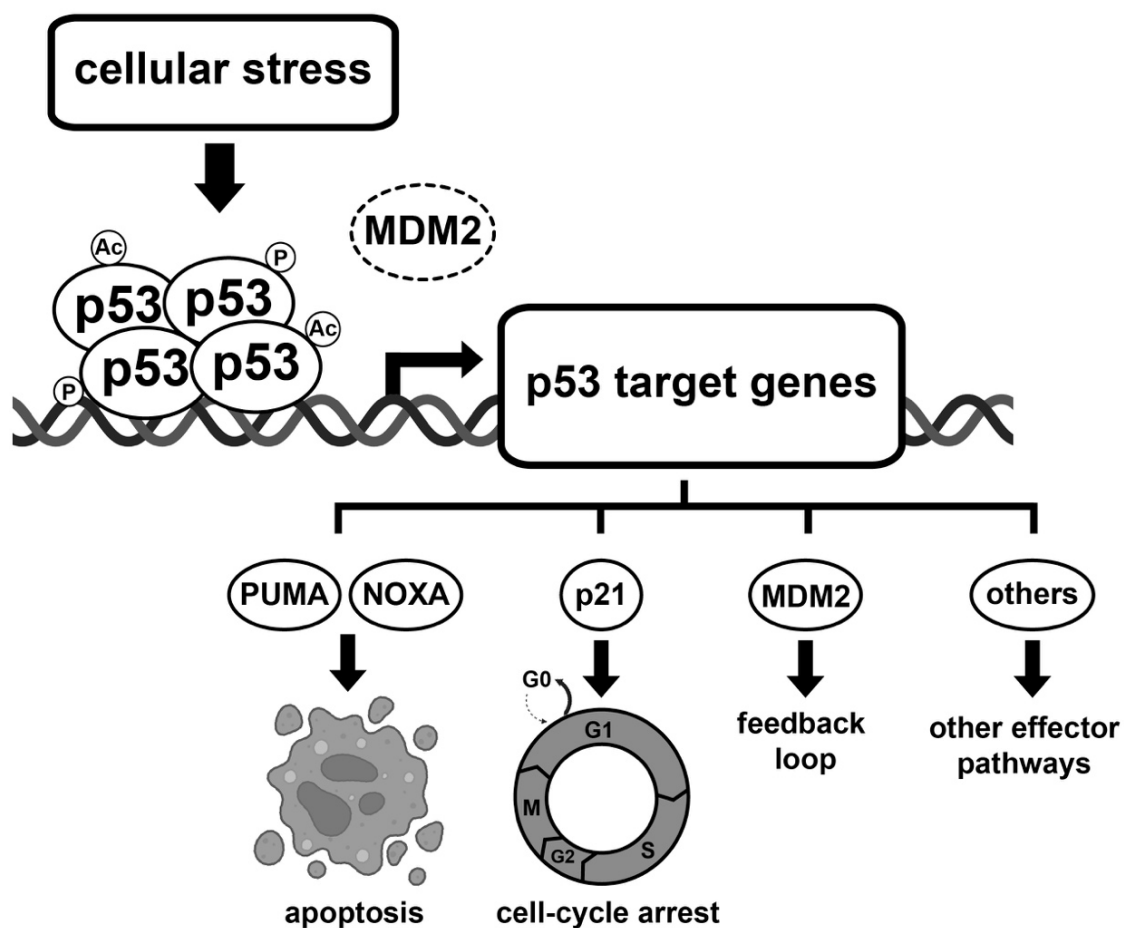 cellular stress
MDM2
Ac
P
p53
p53
Ac
p53
p53
P
p53 target genes
PUMA
NOXA
p21
MDM2
others
G0
G1
M
G2
S
feedback
loop
other effector
pathways
apoptosis
cell-cycle arrest